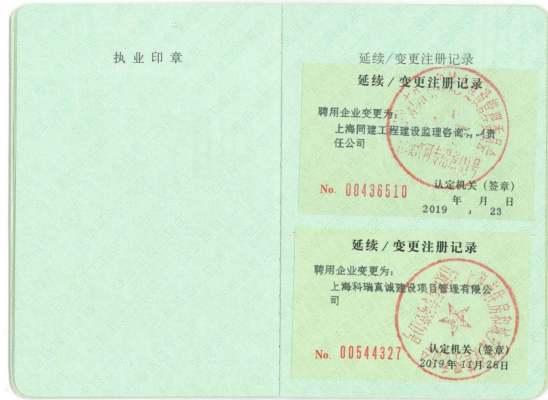 执业印章
延续/变更注册记录
延续/变更注册记录
聘用企业变更为:
上海同建工程建设监理咨询有限责
任公司
No. 00436510
认定机关(签章)
年 月 日
2019 23
延续/变更注册记录
聘用企业变更为:
上海科瑞真诚建设项目管理有限公
司
No. 00544327
认定机关(签章)
2019年11月28日